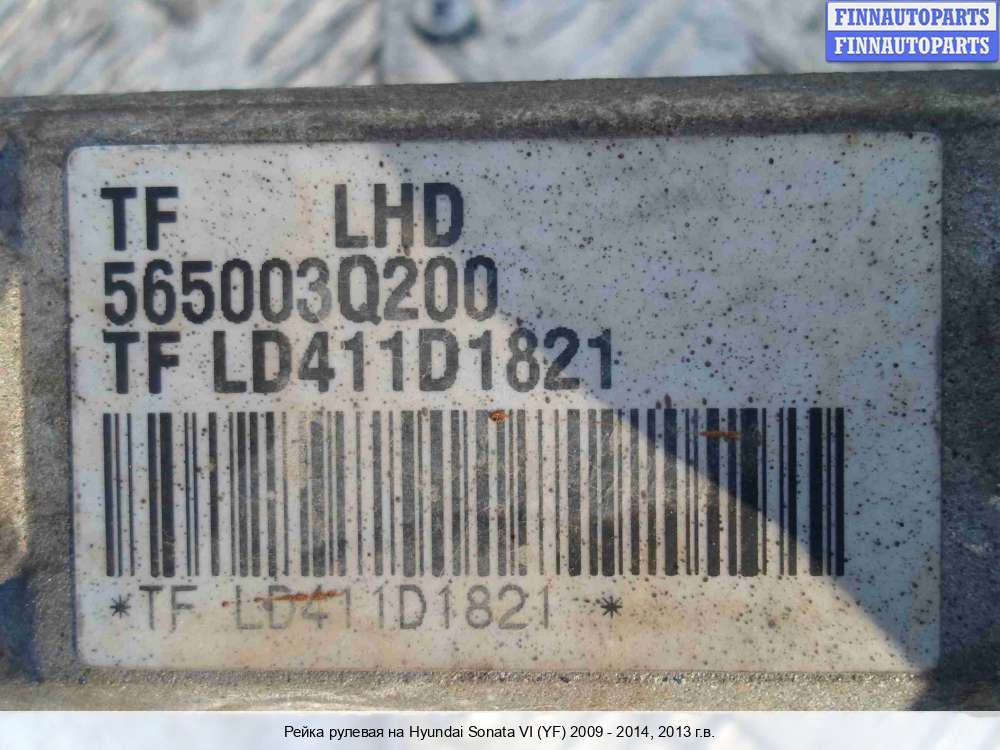 FINNAUTOPARTS
FINNAUTOPARTS
TF LHD
565003Q200
TF LD411D1821
*TF LD411D1821 *
Рейка рулевая на Hyundai Sonata VI (YF) 2009 - 2014, 2013 г.в.